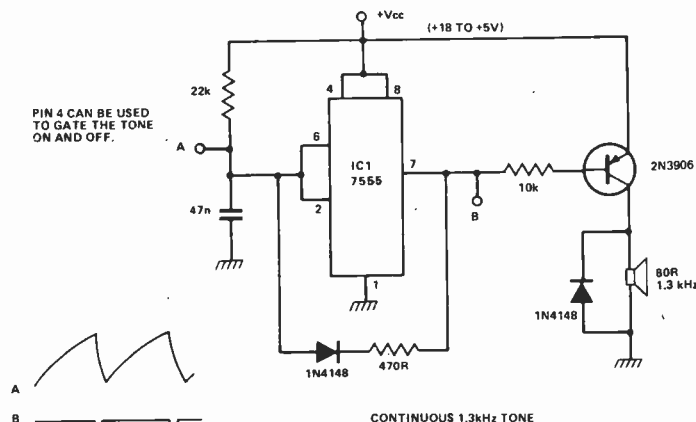 +Vcc
(+18 TO +5V)
22k
4
8
PIN 4 CAN BE USED
TO GATE THE TONE
ON AND OFF.
A
6
IC1
7555
7
2N3906
2
10k
47n
B
1
80R
1.3 kHz
1N4148
1N4148
470R
A
B
CONTINUOUS 1.3kHz TONE